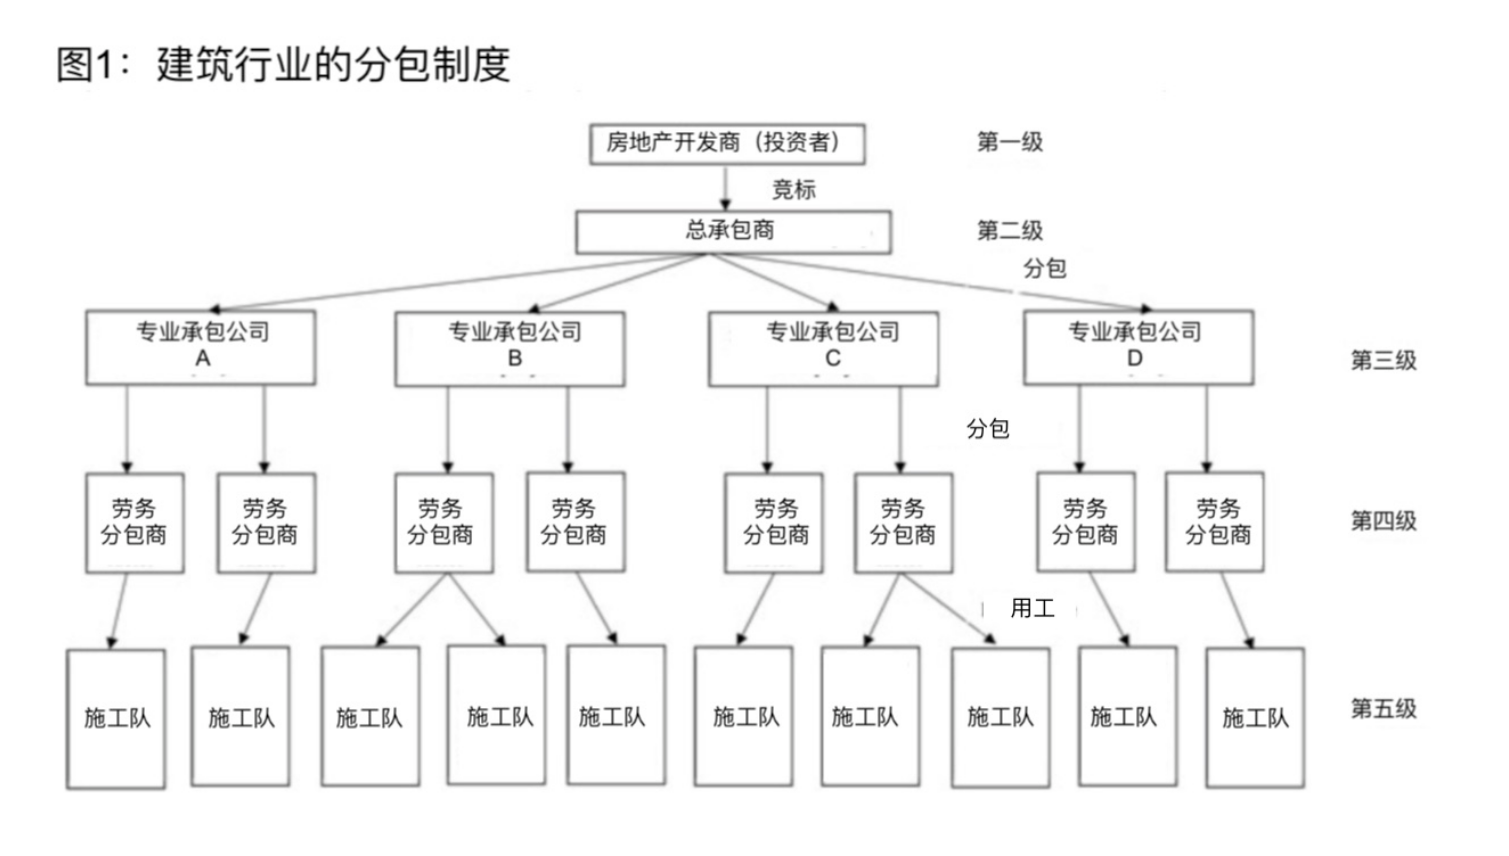 图1：建筑行业的分包制度
房地产开发商（投资者）
第一级
竞标
总承包商
第二级
分包
专业承包公司
A
专业承包公司
B
专业承包公司
C
专业承包公司
D
第三级
分包
劳务
分包商
劳务
分包商
劳务
分包商
劳务
分包商
劳务
分包商
劳务
分包商
劳务
分包商
劳务
分包商
第四级
用工
施工队
施工队
施工队
施工队
施工队
施工队
施工队
施工队
施工队
施工队
第五级